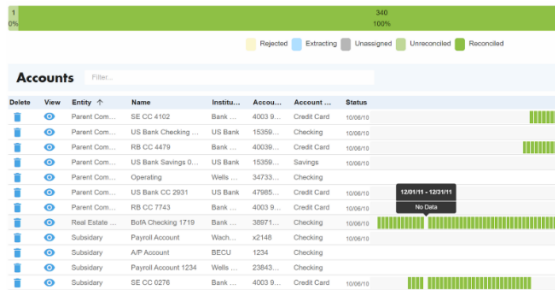 1 340
0% 100%
Rejected Extracting Unassigned Unreconciled Reconciled
Accounts Filter...
Delete View Entity ↑ Name Institu... Accou... Account ... Status
Parent Com... SE CC 4102 Bank ... 4003 9... Credit Card 10/06/10
Parent Com... US Bank Checking ... US Bank 15359... Checking 10/06/10
Parent Com... RB CC 4479 Bank ... 40039... Credit Card 10/06/10
Parent Com... US Bank Savings 0... US Bank 15359... Savings 10/06/10
Parent Com... Operating Wells ... 34733... Checking
Parent Com... US Bank CC 2931 US Bank 47985... Credit Card 10/06/10
Parent Com... RB CC 7743 Bank ... 4003 9... Credit Card 10/06/10
12/01/11 - 12/31/11
No Data
Real Estate ... BofA Checking 1719 Bank ... 38971... Checking 10/06/10
Subsidary Payroll Account Wach... x2148 Checking 10/06/10
Subsidary A/P Account BECU 1234 Checking
Subsidary Payroll Account 1234 Wells ... 23843... Checking
Subsidary SE CC 0276 Bank ... 4003 9... Credit Card 10/06/10